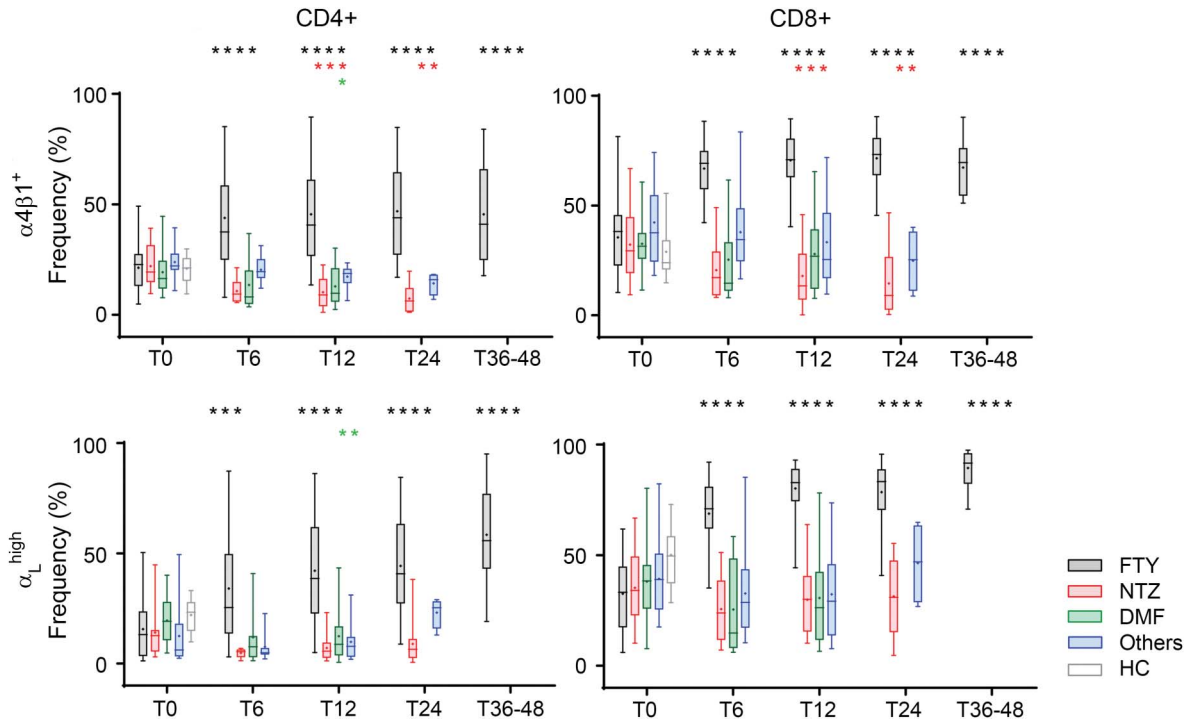 CD4+
CD8+
**** **** **** ****
*** **
*
100
50
0
α4β1+
Frequency (%)
T0 T6 T12 T24 T36-48
**** **** **** ****
*** **
100
50
0
T0 T6 T12 T24 T36-48
*** **** **** ****
**
100
50
0
αL high
Frequency (%)
T0 T6 T12 T24 T36-48
**** **** **** ****
100
50
0
T0 T6 T12 T24 T36-48
FTY
NTZ
DMF
Others
HC